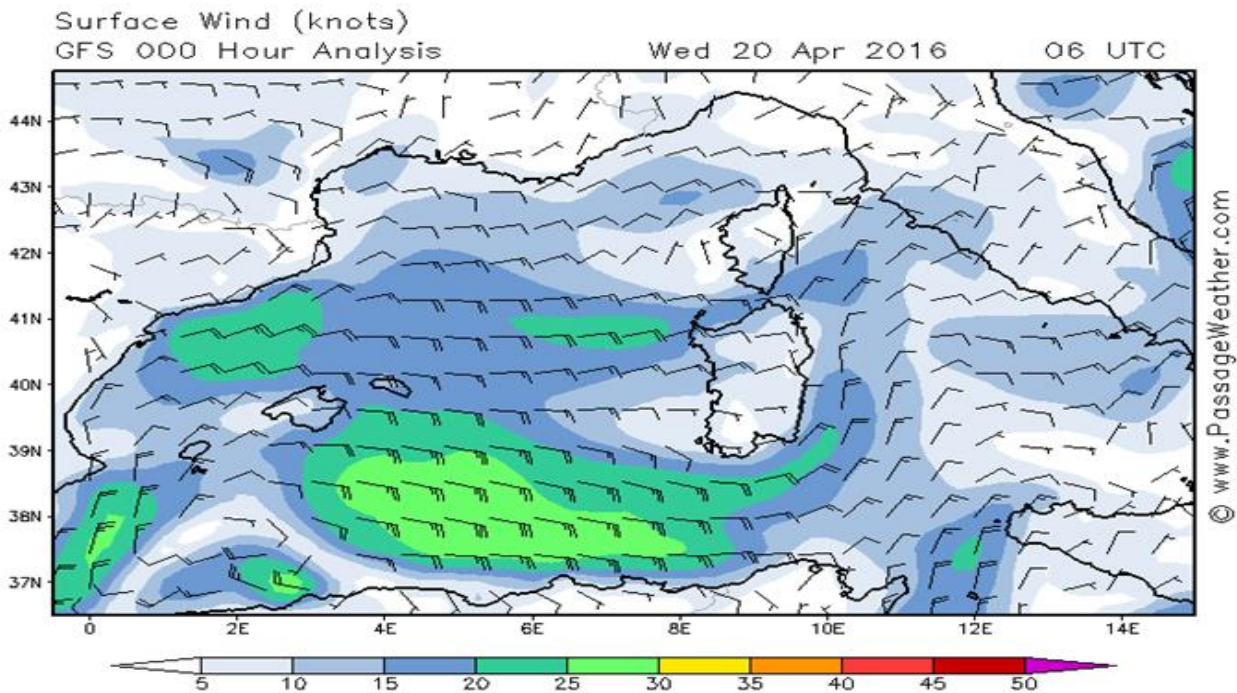 Surface Wind (knots)
GFS 000 Hour Analysis Wed 20 Apr 2016 06 UTC
44N
43N
42N
41N
40N
39N
38N
37N
0 2E 4E 6E 8E 10E 12E 14E
5 10 15 20 25 30 35 40 45 50
© www.PassageWeather.com